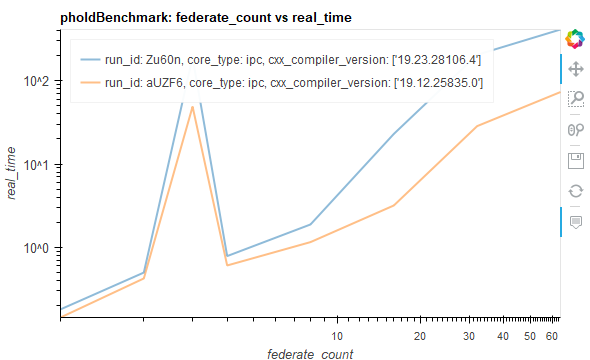 pholdBenchmark: federate_count vs real_time
run_id: Zu60n, core_type: ipc, cxx_compiler_version: ['19.23.28106.4']
run_id: aUZF6, core_type: ipc, cxx_compiler_version: ['19.12.25835.0']
10^2
10^1
10^0
real_time
10
20
30
40
50
60
federate_count